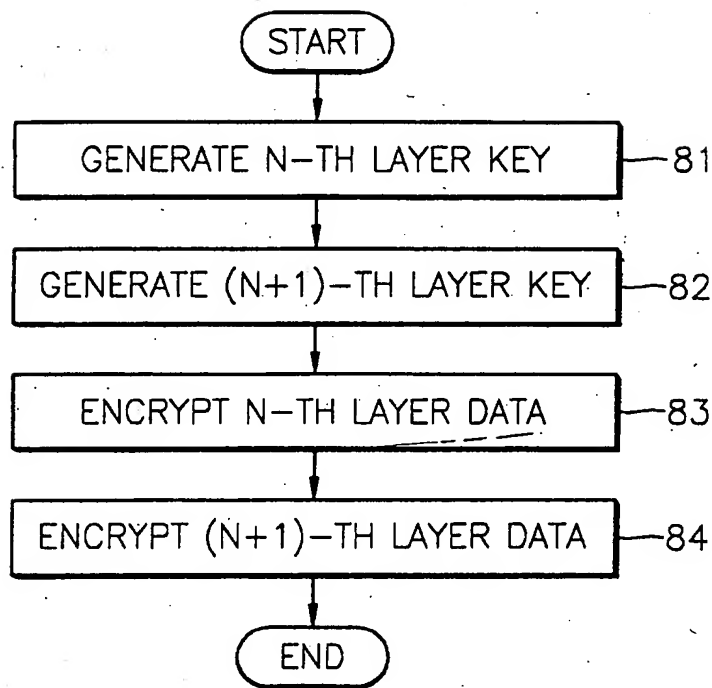 START
GENERATE N-TH LAYER KEY 81
GENERATE (N+1)-TH LAYER KEY 82
ENCRYPT N-TH LAYER DATA 83
ENCRYPT (N+1)-TH LAYER DATA 84
END